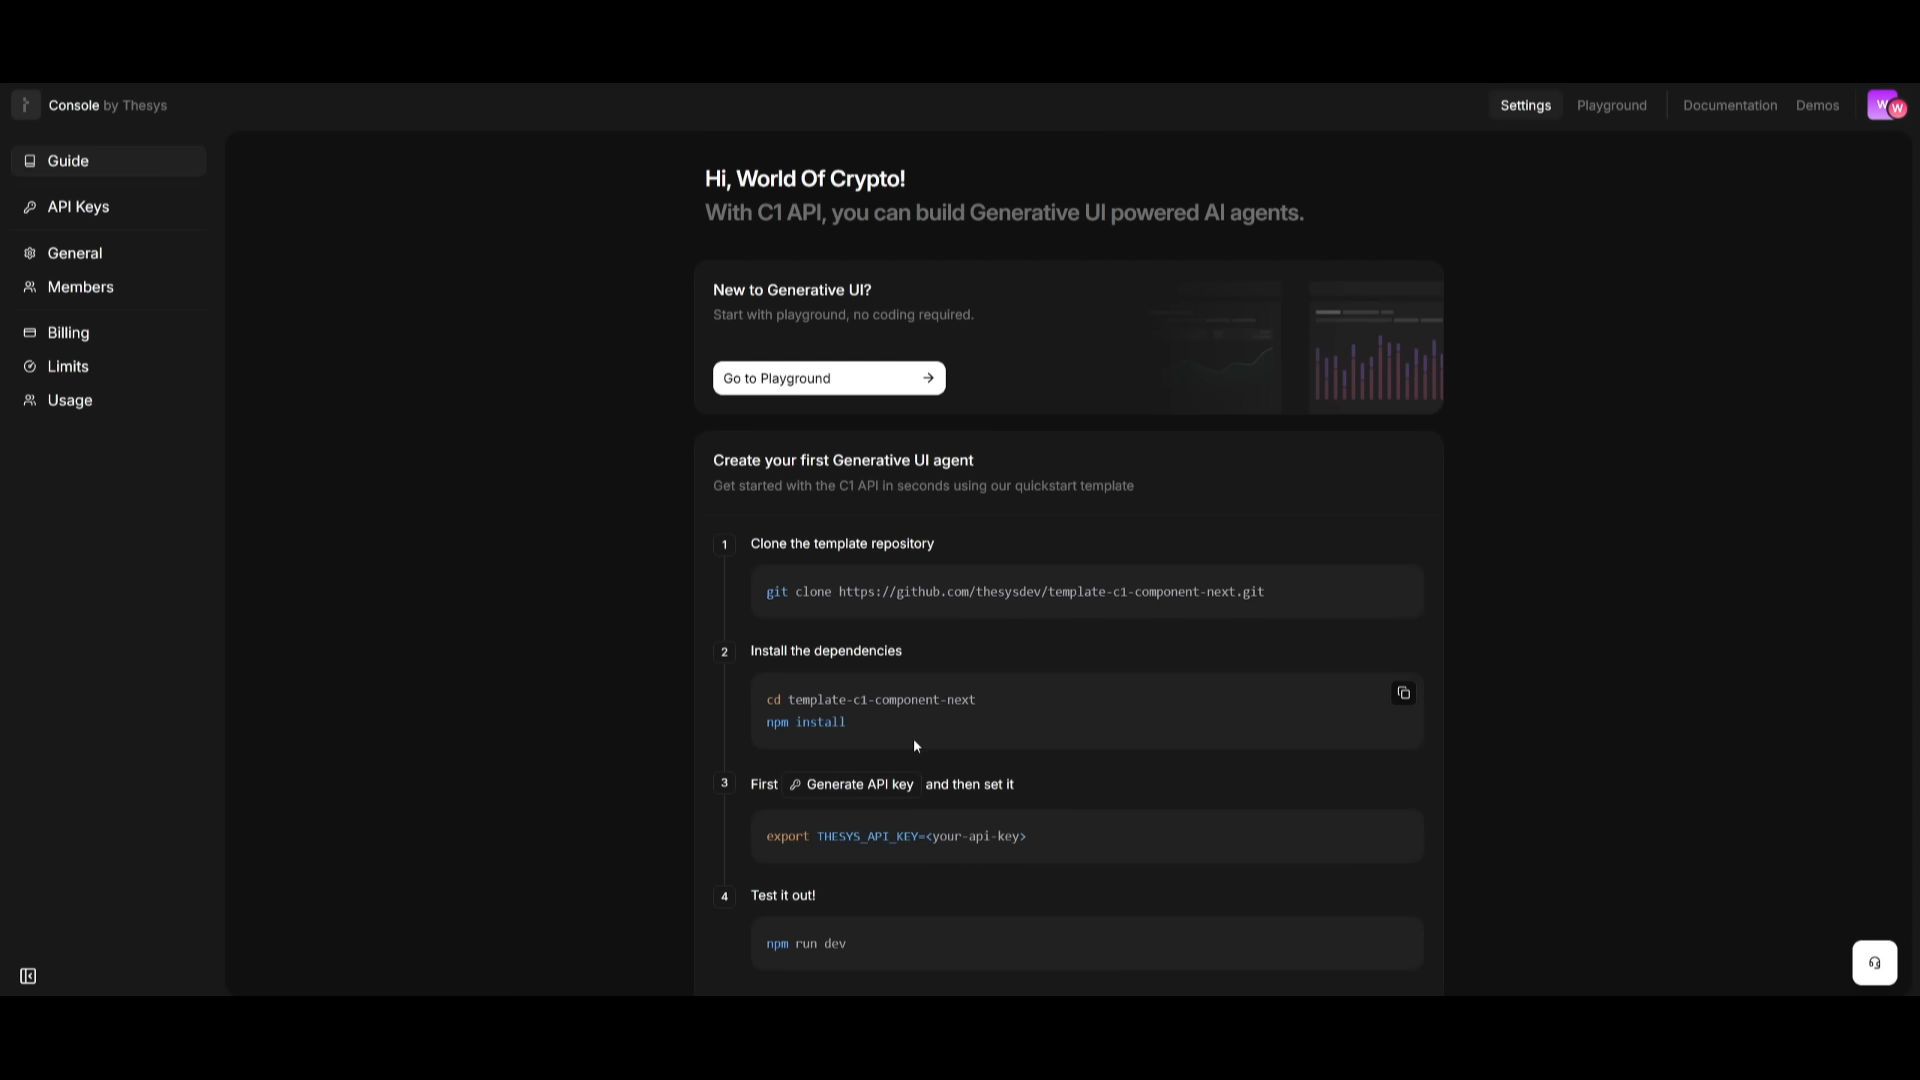 Console by Thesys
Settings
Playground
Documentation
Demos
W
W
Guide
API Keys
General
Members
Billing
Limits
Usage
Hi, World Of Crypto!
With C1 API, you can build Generative UI powered AI agents.
New to Generative UI?
Start with playground, no coding required.
Go to Playground
Create your first Generative UI agent
Get started with the C1 API in seconds using our quickstart template
1 Clone the template repository
git clone https://github.com/thesysdev/template-c1-component-next.git
2 Install the dependencies
cd template-c1-component-next
npm install
3 First Generate API key and then set it
export THESYS_API_KEY=<your-api-key>
4 Test it out!
npm run dev